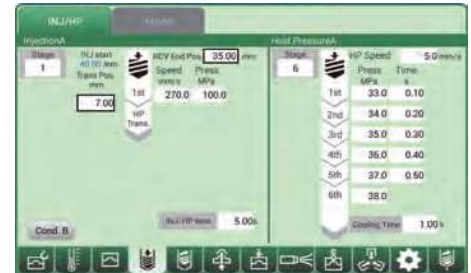 INJ/HP
InjectionA
Hold PressureA
Stage
1
INJ start
40.00 mm
Trans Pos
mm
7.00
RCV End Pos 35.00 mm
Speed Press
mm/s MPa
1st 270.0 100.0
HP
Trans.
Stage
6
HP Speed 5.0 mm/s
Press Time
MPa s
1st 33.0 0.10
2nd 34.0 0.20
3rd 35.0 0.30
4th 36.0 0.40
5th 37.0 0.50
6th 38.0
Cond. B
INJ/HP time 5.00s
Cooling Time 1.00 s